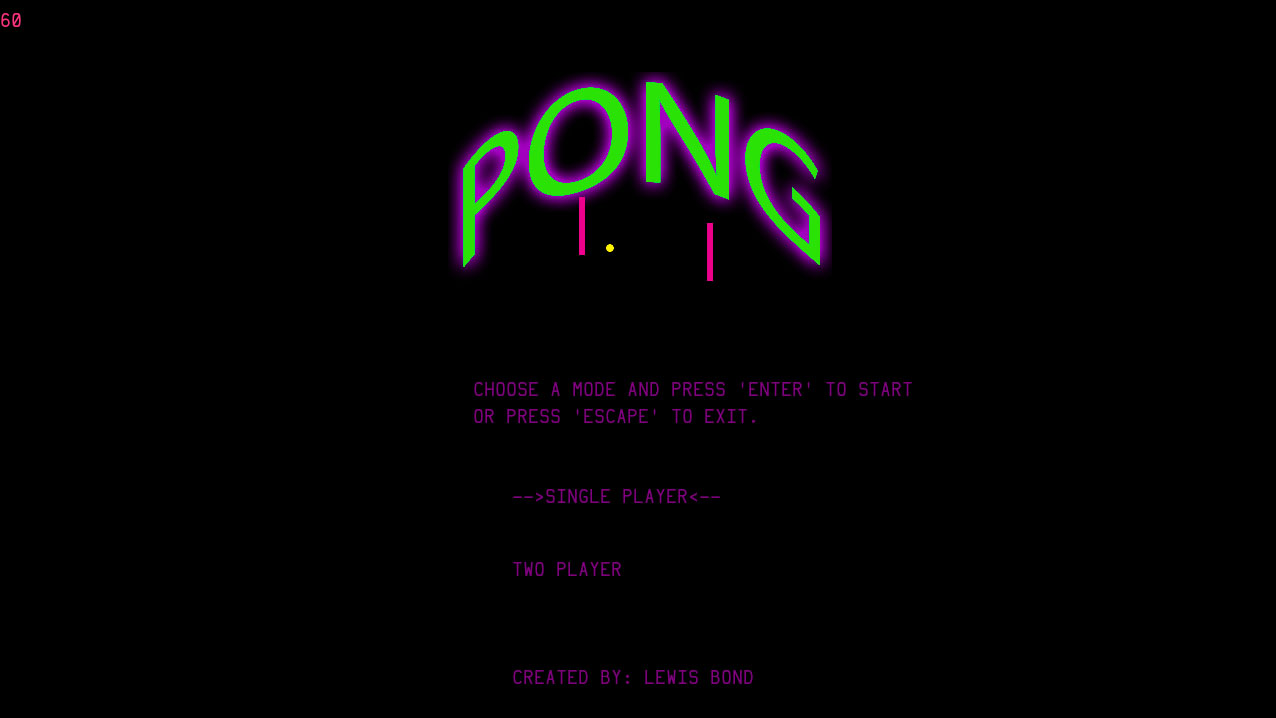 60
PONG
CHOOSE A MODE AND PRESS 'ENTER' TO START
OR PRESS 'ESCAPE' TO EXIT.
-->SINGLE PLAYER<--
TWO PLAYER
CREATED BY: LEWIS BOND